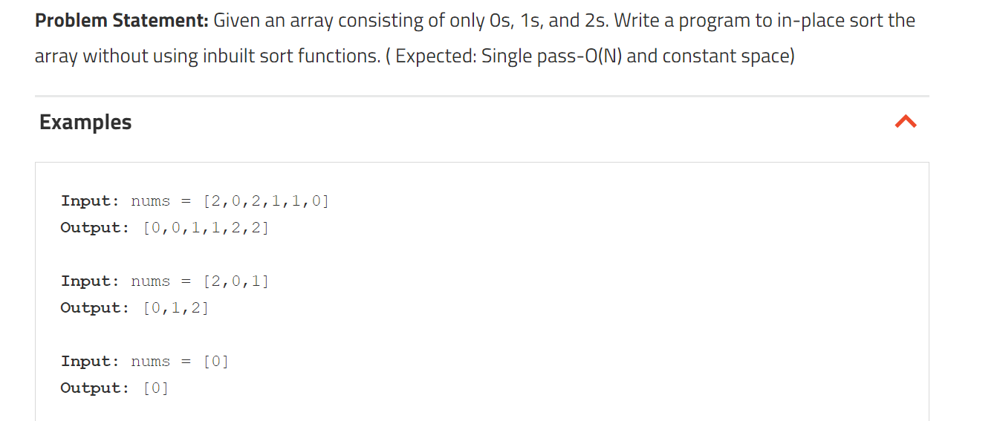 Problem Statement: Given an array consisting of only 0s, 1s, and 2s. Write a program to in-place sort the
array without using inbuilt sort functions. ( Expected: Single pass-O(N) and constant space)
Examples
Input: nums = [2,0,2,1,1,0]
Output: [0,0,1,1,2,2]
Input: nums = [2,0,1]
Output: [0,1,2]
Input: nums = [0]
Output: [0]